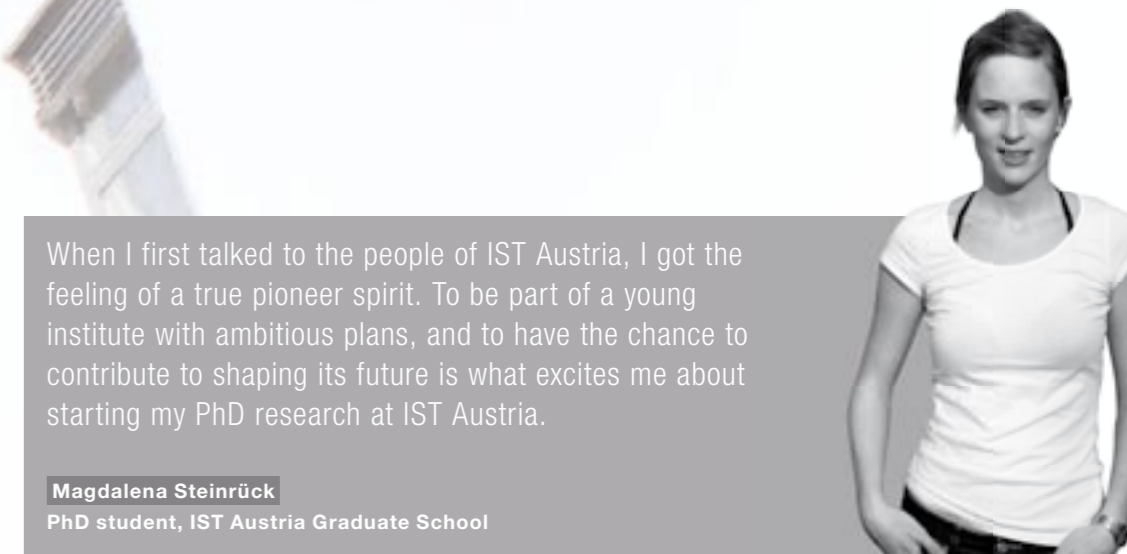 When I first talked to the people of IST Austria, I got the
feeling of a true pioneer spirit. To be part of a young
institute with ambitious plans, and to have the chance to
contribute to shaping its future is what excites me about
starting my PhD research at IST Austria.
Magdalena Steinrück
PhD student, IST Austria Graduate School